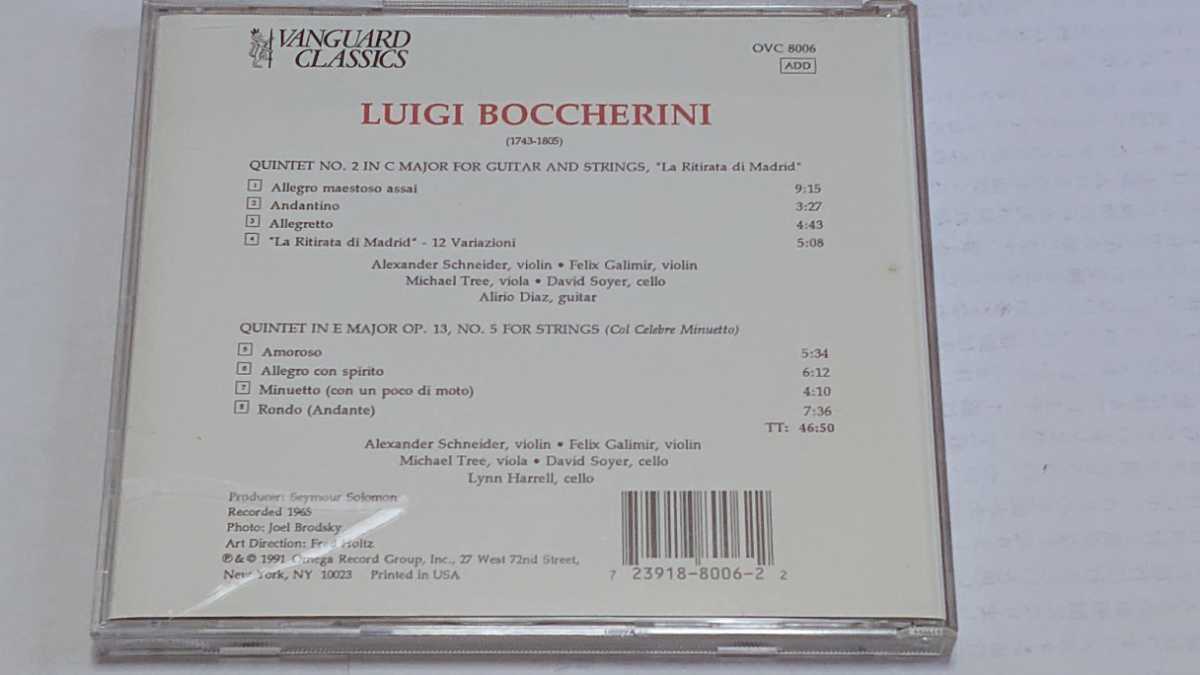 VANGUARD
CLASSICS
OVC 8006
ADD
LUIGI BOCCHERINI
(1743-1805)
QUINTET NO. 2 IN C MAJOR FOR GUITAR AND STRINGS, "La Ritirata di Madrid"
1 Allegro maestoso assai 9:15
2 Andantino 3:27
3 Allegretto 4:43
4 "La Ritirata di Madrid" - 12 Variazioni 5:08
Alexander Schneider, violin • Felix Galimir, violin
Michael Tree, viola • David Soyer, cello
Alirio Diaz, guitar
QUINTET IN E MAJOR OP. 13, NO. 5 FOR STRINGS (Col Celebre Minuetto)
5 Amoroso 5:34
6 Allegro con spirito 6:12
7 Minuetto (con un poco di moto) 4:10
8 Rondo (Andante) 7:36
TT: 46:50
Alexander Schneider, violin • Felix Galimir, violin
Michael Tree, viola • David Soyer, cello
Lynn Harrell, cello
Producer: Seymour Solomon
Recorded 1965
Photo: Joel Brodsky
Art Direction: Fred Holtz
℗ & © 1991 Omega Record Group, Inc., 27 West 72nd Street,
New York, NY 10023 Printed in USA
7 23918-8006-2 2